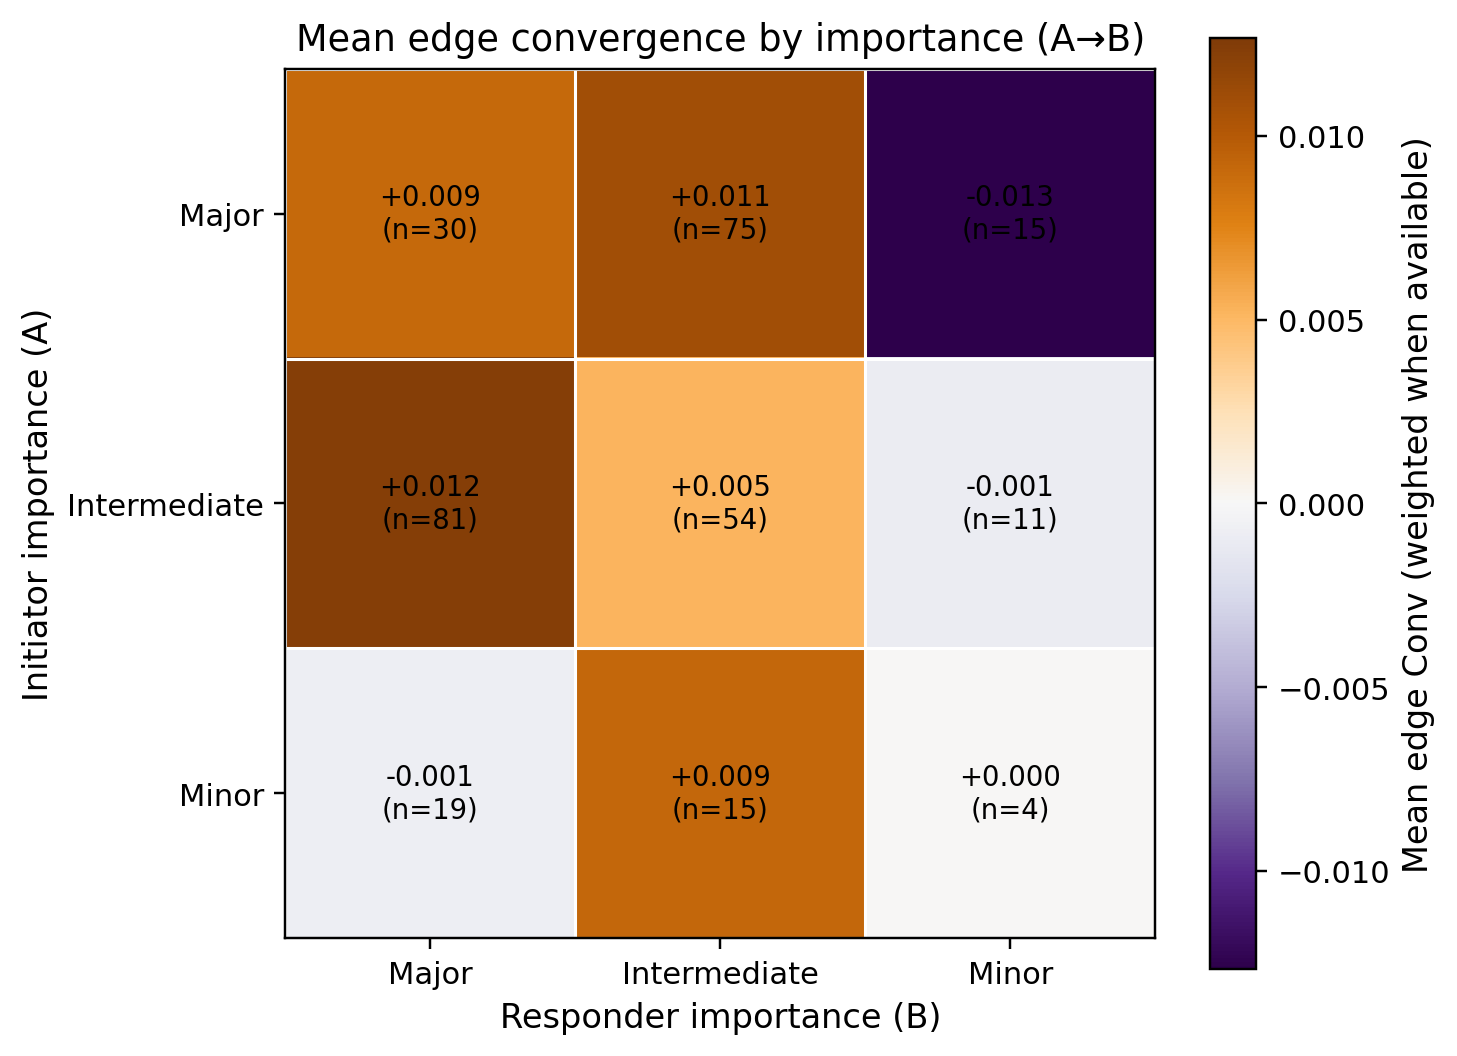 Mean edge convergence by importance (A→B)
Initiator importance (A)
Major
+0.009
(n=30)
+0.011
(n=75)
-0.013
(n=15)
Intermediate
+0.012
(n=81)
+0.005
(n=54)
-0.001
(n=11)
Minor
-0.001
(n=19)
+0.009
(n=15)
+0.000
(n=4)
Major
Intermediate
Minor
Responder importance (B)
0.010
0.005
0.000
−0.005
−0.010
Mean edge Conv (weighted when available)